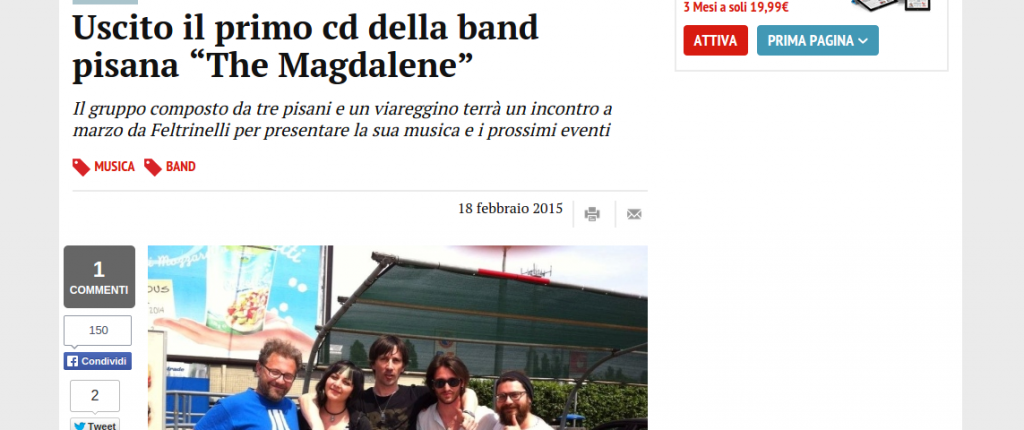 3 Mesi a soli 19,99€
ATTIVA
PRIMA PAGINA
Uscito il primo cd della band
pisana “The Magdalene”
Il gruppo composto da tre pisani e un viareggino terrà un incontro a
marzo da Feltrinelli per presentare la sua musica e i prossimi eventi
MUSICA
BAND
18 febbraio 2015
1
COMMENTI
150
Condividi
2
Tweet